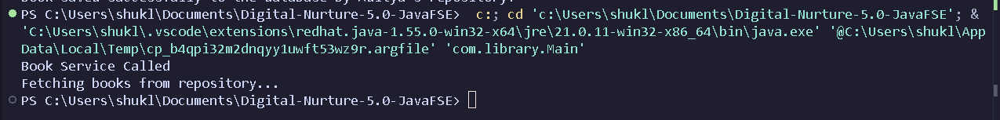 PS C:\Users\shukl\Documents\Digital-Nurture-5.0-JavaFSE>  c:; cd 'c:\Users\shukl\Documents\Digital-Nurture-5.0-JavaFSE'; &
'C:\Users\shukl\.vscode\extensions\redhat.java-1.55.0-win32-x64\jre\21.0.11-win32-x86_64\bin\java.exe' '@C:\Users\shukl\App
Data\Local\Temp\cp_b4qpi32m2dnqyy1uwft53wz9r.argfile' 'com.library.Main'
Book Service Called
Fetching books from repository...
PS C:\Users\shukl\Documents\Digital-Nurture-5.0-JavaFSE>